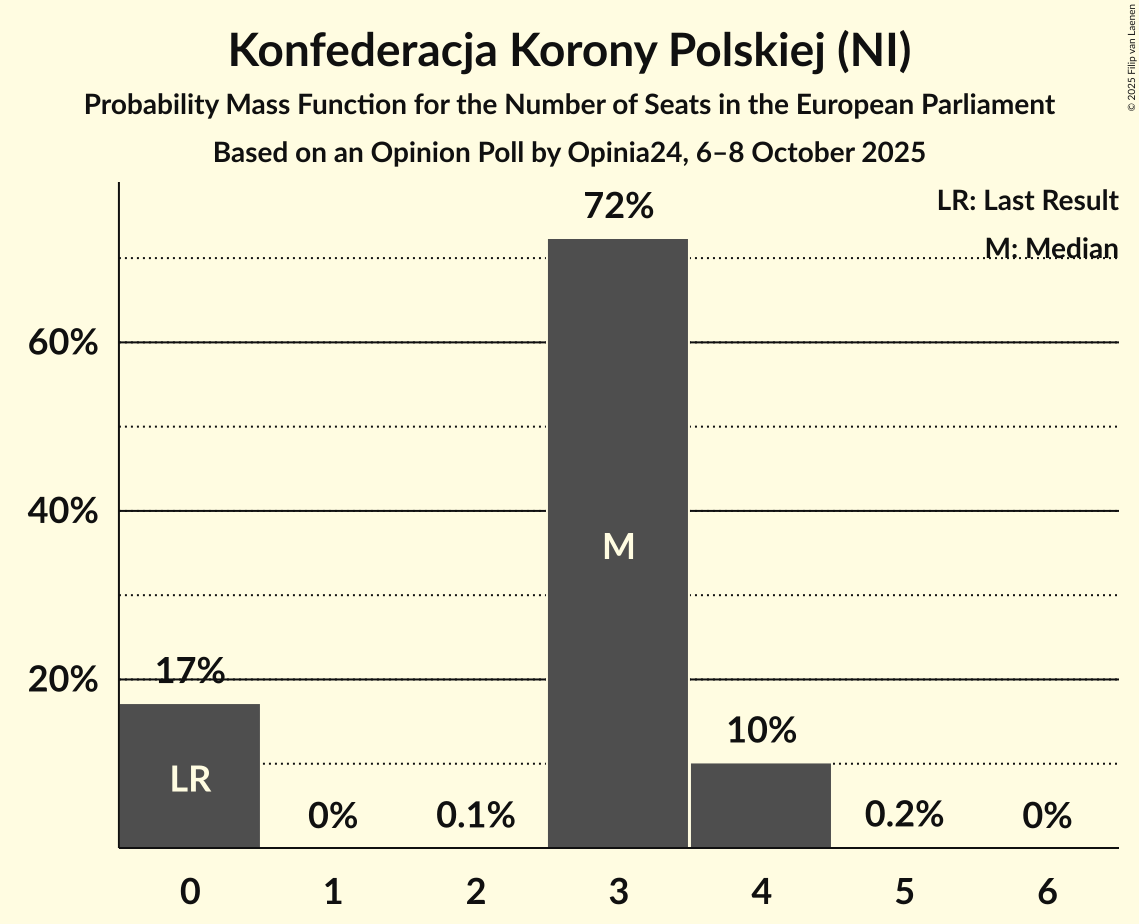 Konfederacja Korony Polskiej (NI)
Probability Mass Function for the Number of Seats in the European Parliament
Based on an Opinion Poll by Opinia24, 6–8 October 2025
© 2025 Filip van Laenen
LR: Last Result
M: Median
72%
60%
40%
M
20%
17%
10%
LR
0%
0.1%
0.2%
0%
0 1 2 3 4 5 6